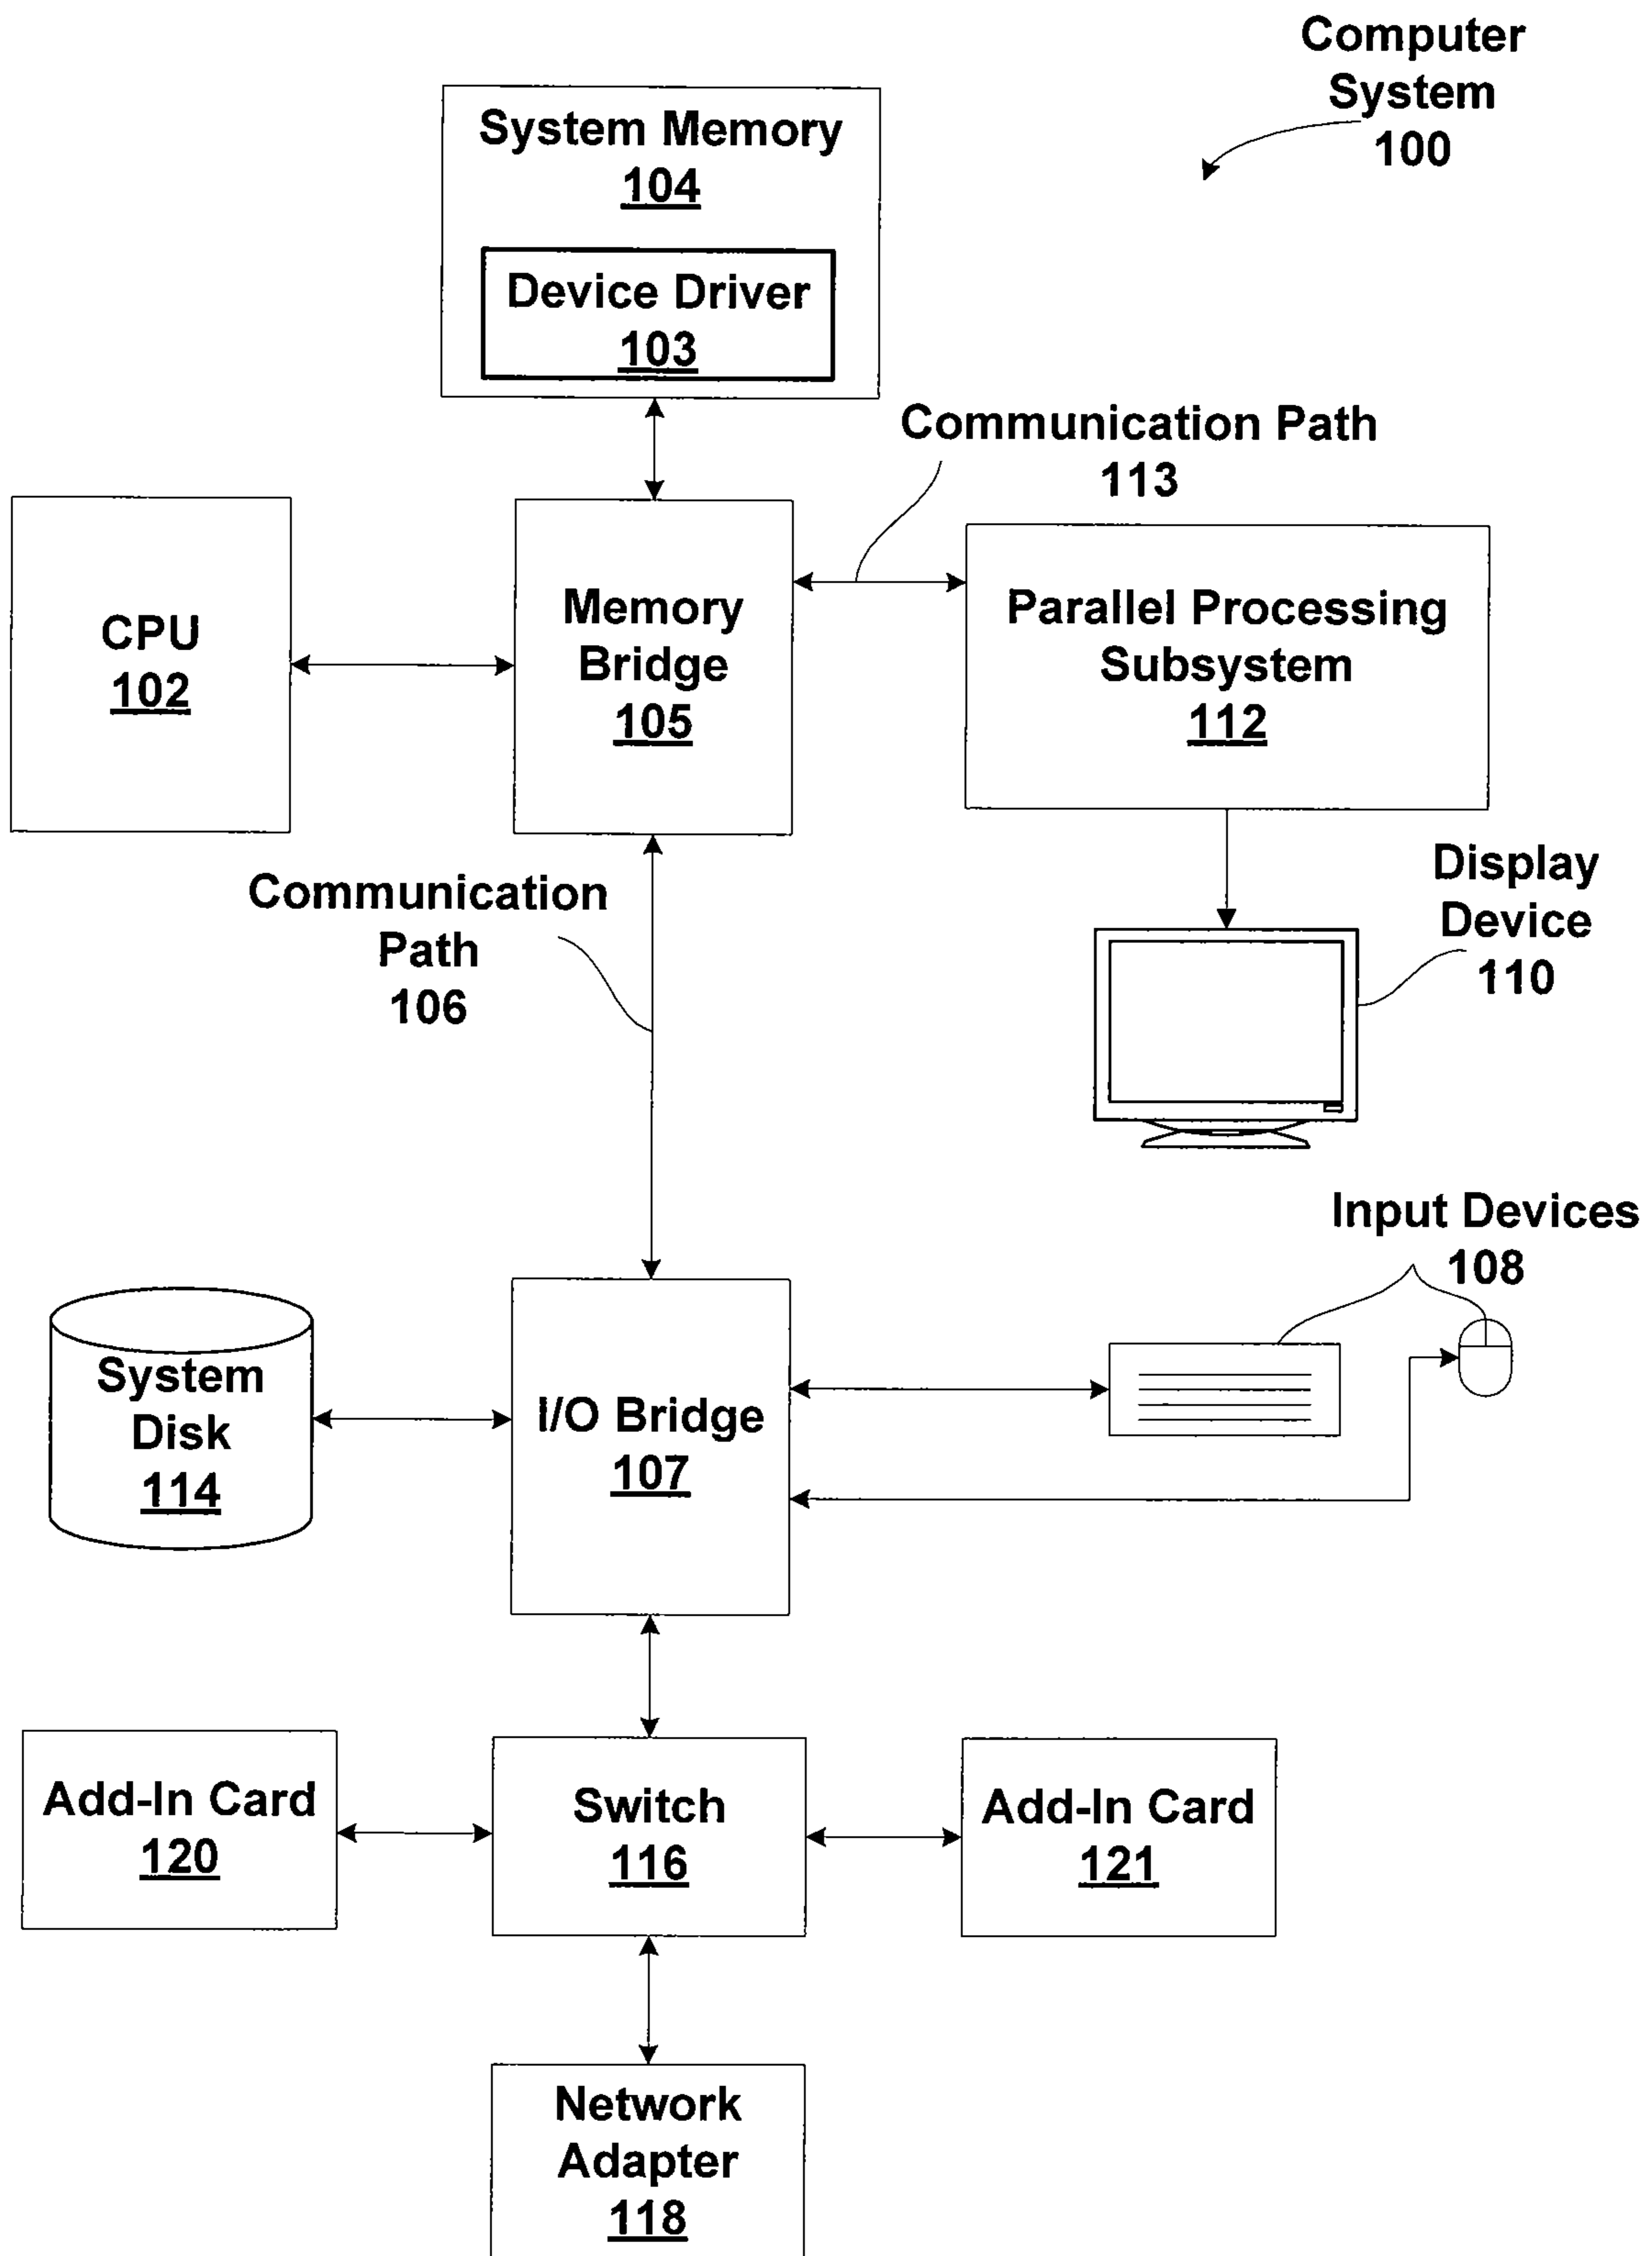 Computer
System
100
System Memory
104
Device Driver
103
Communication Path
113
CPU
102
Memory
Bridge
105
Parallel Processing
Subsystem
112
Communication
Path
106
Display
Device
110
Input Devices
108
System
Disk
114
I/O Bridge
107
Add-In Card
120
Switch
116
Add-In Card
121
Network
Adapter
118